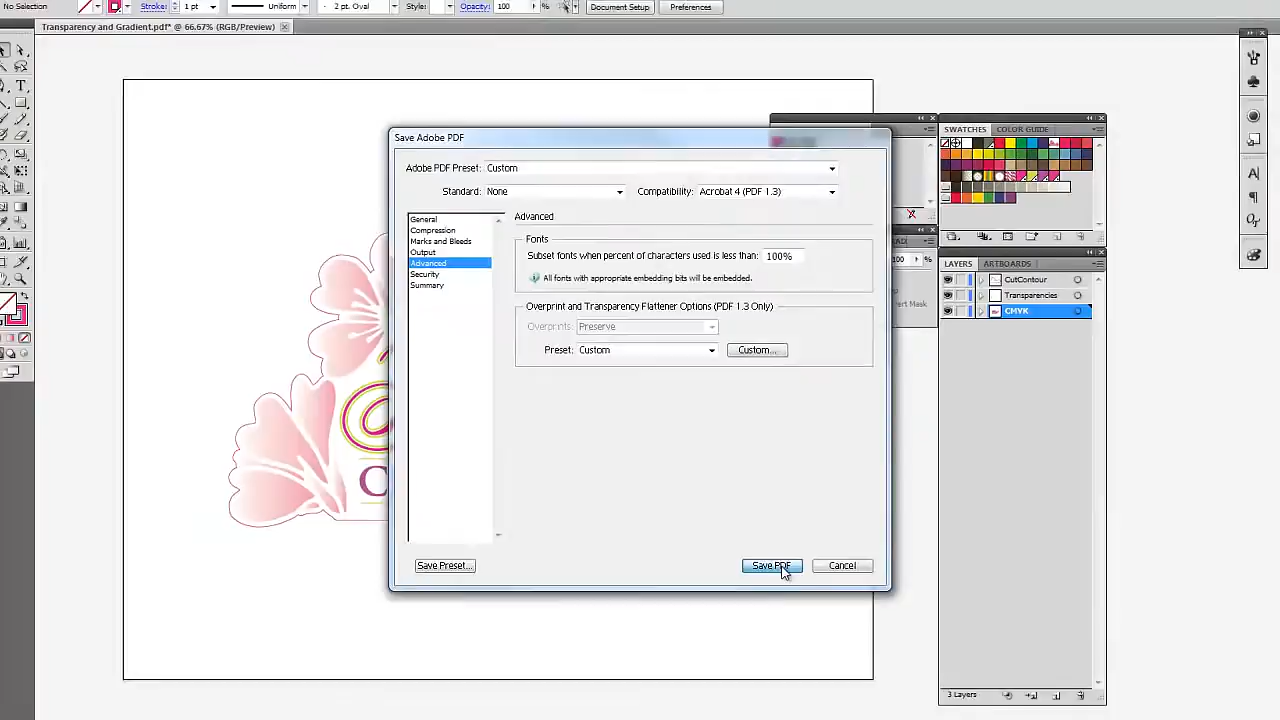 No Selection
Stroke: 1 pt Uniform 2 pt. Oval Style: Opacity: 100 % Document Setup Preferences
Transparency and Gradient.pdf* @ 66.67% (RGB/Preview)
Save Adobe PDF
Adobe PDF Preset: Custom
Standard: None Compatibility: Acrobat 4 (PDF 1.3)
General
Compression
Marks and Bleeds
Output
Advanced
Security
Summary
Advanced
Fonts
Subset fonts when percent of characters used is less than: 100%
All fonts with appropriate embedding bits will be embedded.
Overprint and Transparency Flattener Options (PDF 1.3 Only)
Overprints: Preserve
Preset: Custom Custom...
Save Preset... Save PDF Cancel
SWATCHES COLOR GUIDE
100 %
ert Mask
LAYERS ARTBOARDS
CutContour
Transparencies
CMYK
3 Layers